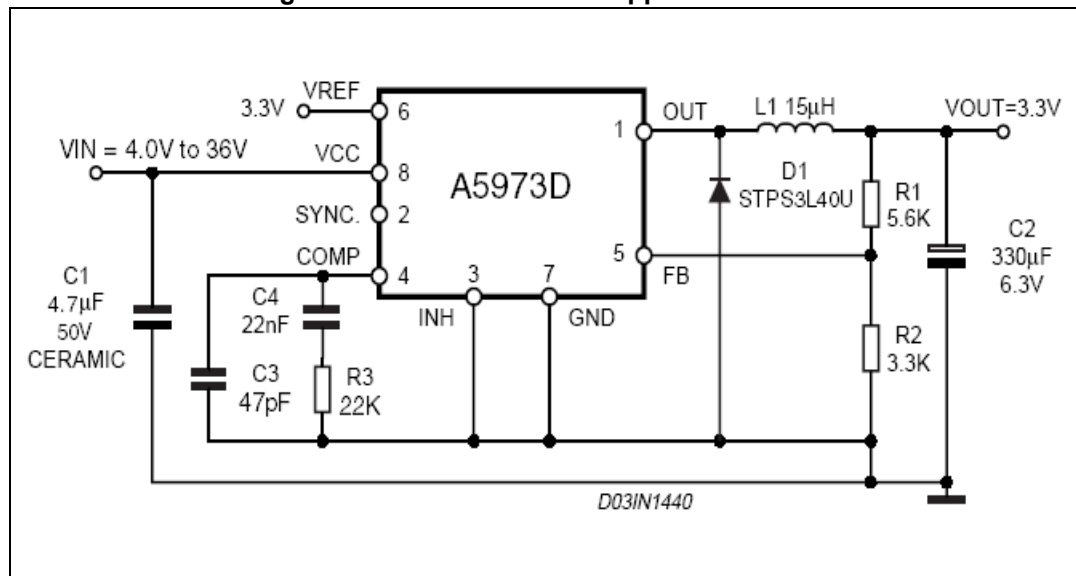 VREF
3.3V
6
VIN = 4.0V to 36V
VCC
8
SYNC.
2
COMP
4
A5973D
3
INH
7
GND
1
OUT
5
FB
L1 15µH
VOUT=3.3V
D1
STPS3L40U
R1
5.6K
R2
3.3K
C2
330µF
6.3V
C1
4.7µF
50V
CERAMIC
C4
22nF
C3
47pF
R3
22K
D03IN1440